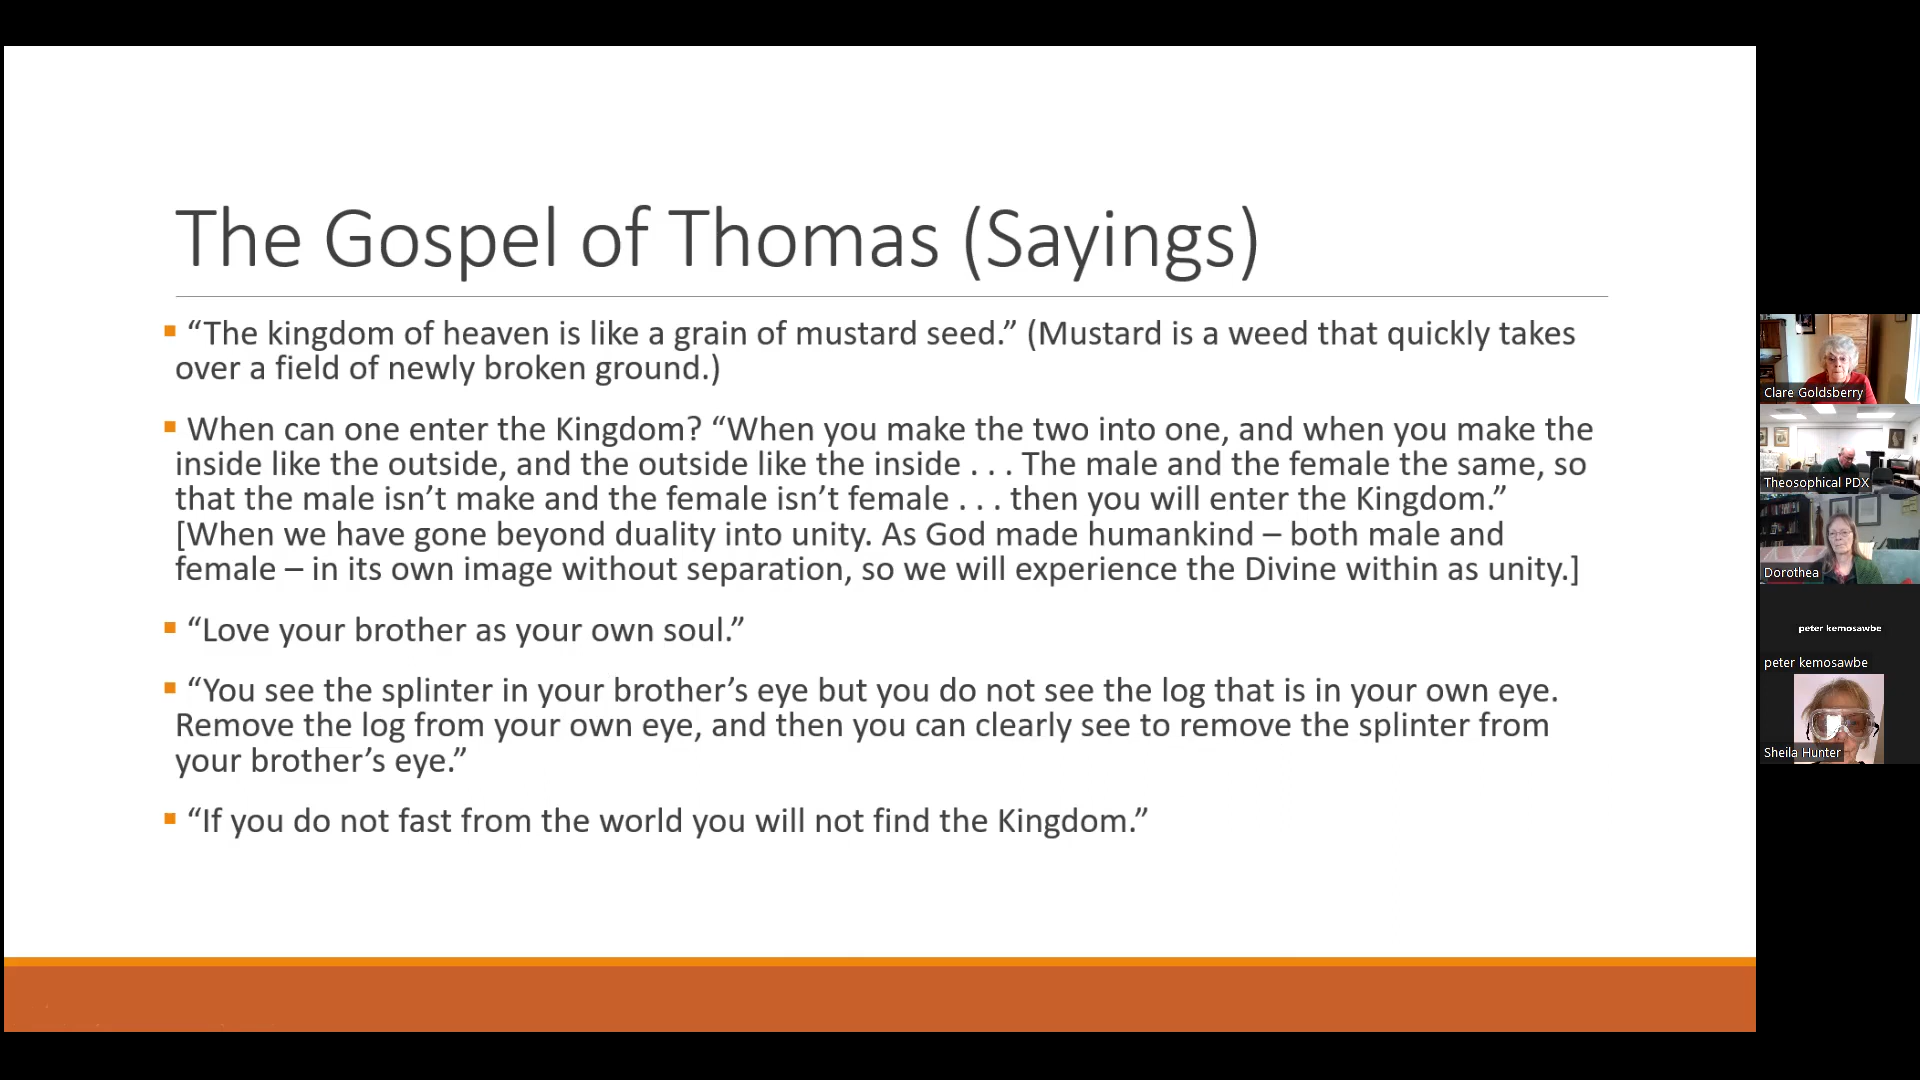 The Gospel of Thomas (Sayings)
“The kingdom of heaven is like a grain of mustard seed.” (Mustard is a weed that quickly takes
over a field of newly broken ground.)
When can one enter the Kingdom? “When you make the two into one, and when you make the
inside like the outside, and the outside like the inside . . . The male and the female the same, so
that the male isn’t make and the female isn’t female . . . then you will enter the Kingdom.”
[When we have gone beyond duality into unity. As God made humankind – both male and
female – in its own image without separation, so we will experience the Divine within as unity.]
“Love your brother as your own soul.”
“You see the splinter in your brother’s eye but you do not see the log that is in your own eye.
Remove the log from your own eye, and then you can clearly see to remove the splinter from
your brother’s eye.”
“If you do not fast from the world you will not find the Kingdom.”
Clare Goldsberry
Theosophical PDX
Dorothea
peter kemosawbe
peter kemosawbe
Sheila Hunter